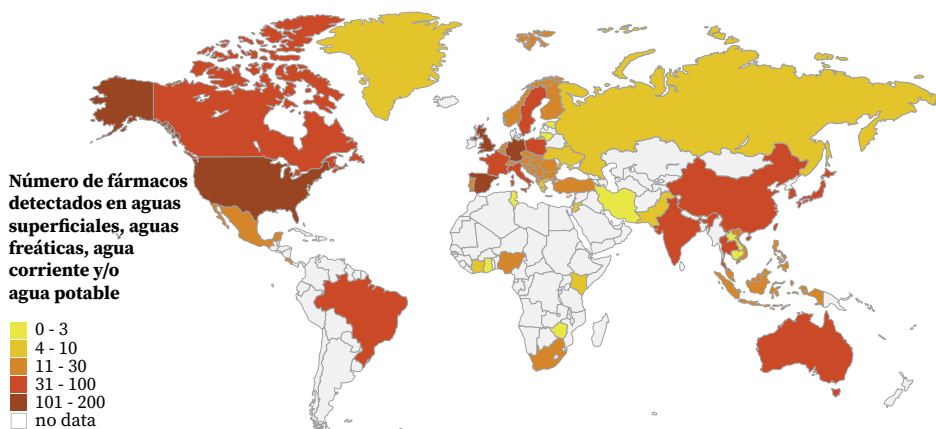 Número de fármacos
detectados en aguas
superficiales, aguas
freáticas, agua
corriente y/o
agua potable
0 - 3
4 - 10
11 - 30
31 - 100
101 - 200
no data